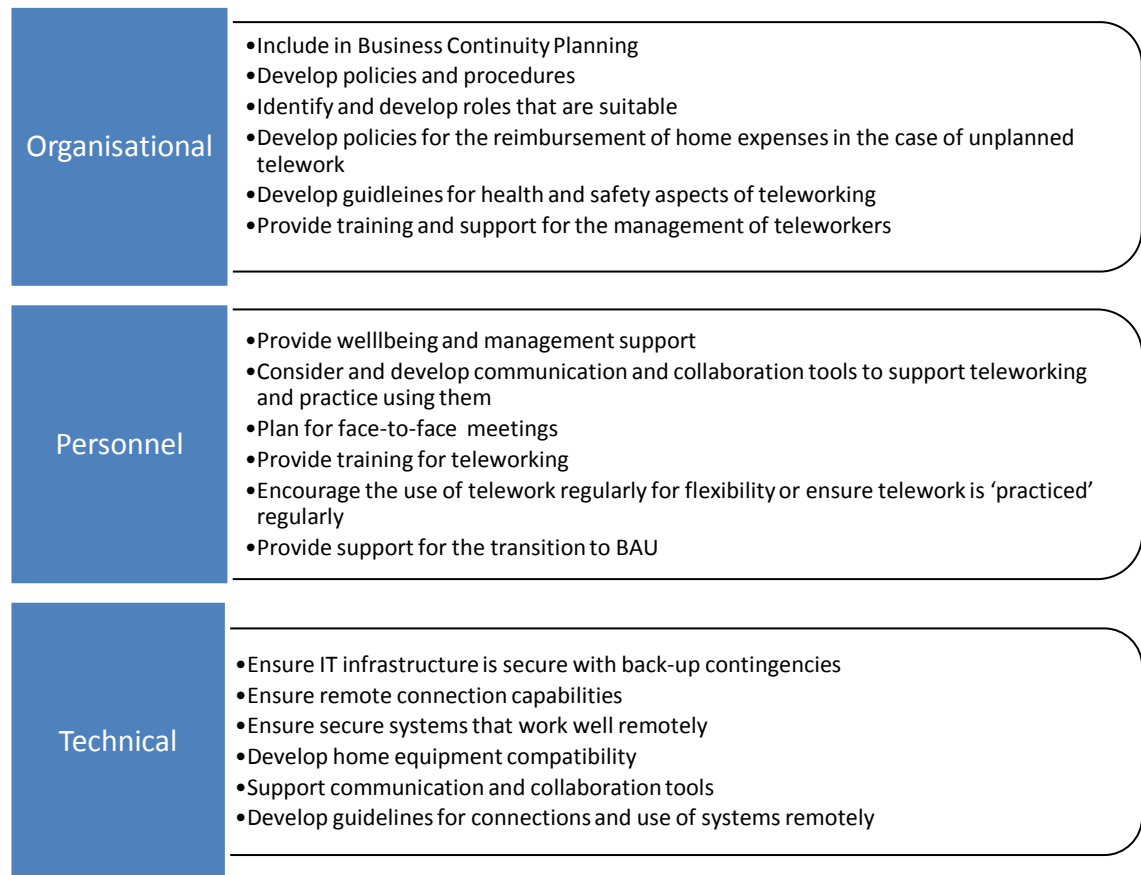 Organisational
•Include in Business Continuity Planning
•Develop policies and procedures
•Identify and develop roles that are suitable
•Develop policies for the reimbursement of home expenses in the case of unplanned
telework
•Develop guidleines for health and safety aspects of teleworking
•Provide training and support for the management of teleworkers
Personnel
•Provide welllbeing and management support
•Consider and develop communication and collaboration tools to support teleworking
and practice using them
•Plan for face-to-face meetings
•Provide training for teleworking
•Encourage the use of telework regularly for flexibility or ensure telework is ‘practiced’
regularly
•Provide support for the transition to BAU
Technical
•Ensure IT infrastructure is secure with back-up contingencies
•Ensure remote connection capabilities
•Ensure secure systems that work well remotely
•Develop home equipment compatibility
•Support communication and collaboration tools
•Develop guidelines for connections and use of systems remotely